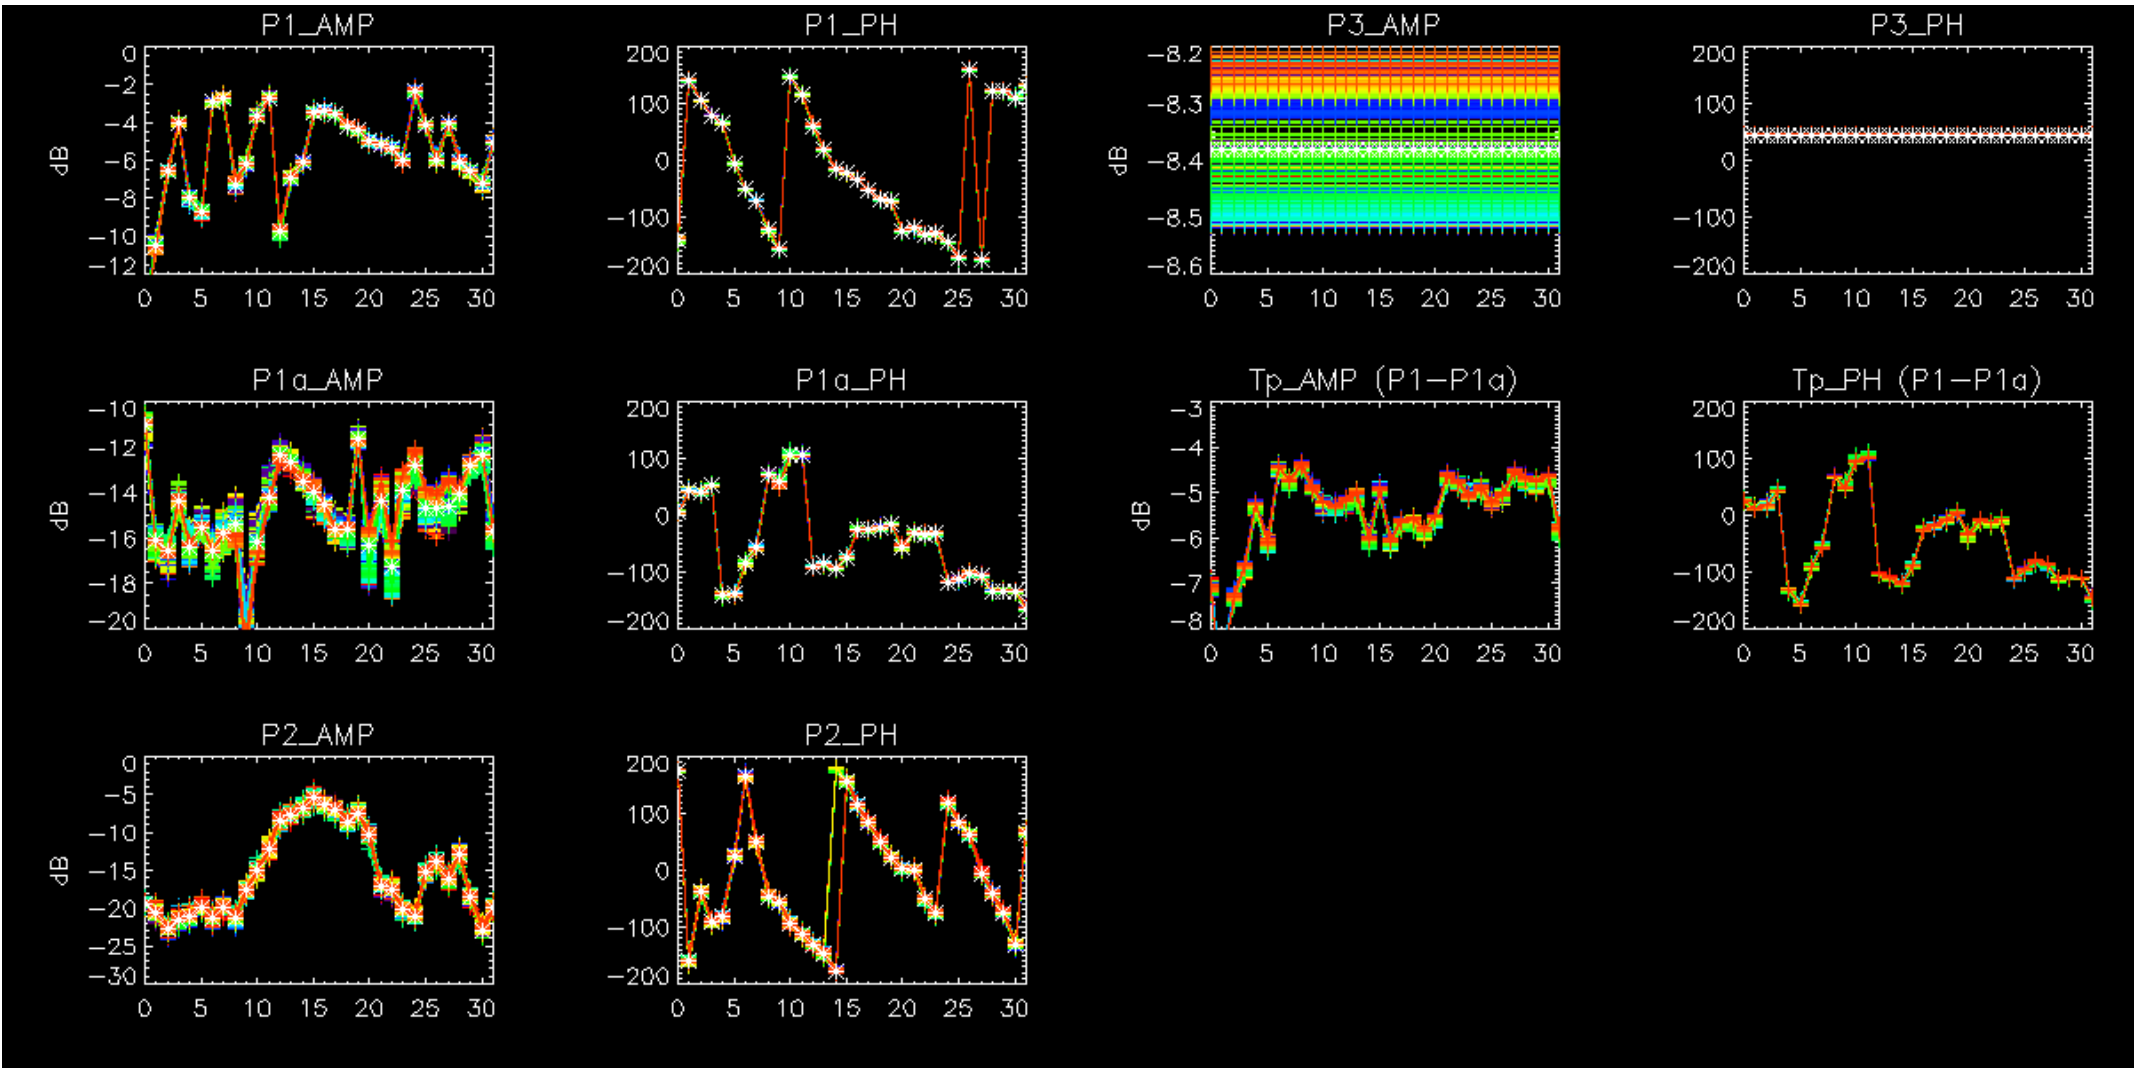 P1_AMP
P1_PH
P3_AMP
P3_PH
dB
0
−2
−4
−6
−8
−10
−12
0 5 10 15 20 25 30
200
100
0
−100
−200
0 5 10 15 20 25 30
dB
−8.2
−8.3
−8.4
−8.5
−8.6
0 5 10 15 20 25 30
200
100
0
−100
−200
0 5 10 15 20 25 30
P1a_AMP
P1a_PH
Tp_AMP (P1−P1a)
Tp_PH (P1−P1a)
dB
−10
−12
−14
−16
−18
−20
0 5 10 15 20 25 30
200
100
0
−100
−200
0 5 10 15 20 25 30
dB
−3
−4
−5
−6
−7
−8
0 5 10 15 20 25 30
200
100
0
−100
−200
0 5 10 15 20 25 30
P2_AMP
P2_PH
dB
0
−5
−10
−15
−20
−25
−30
0 5 10 15 20 25 30
200
100
0
−100
−200
0 5 10 15 20 25 30